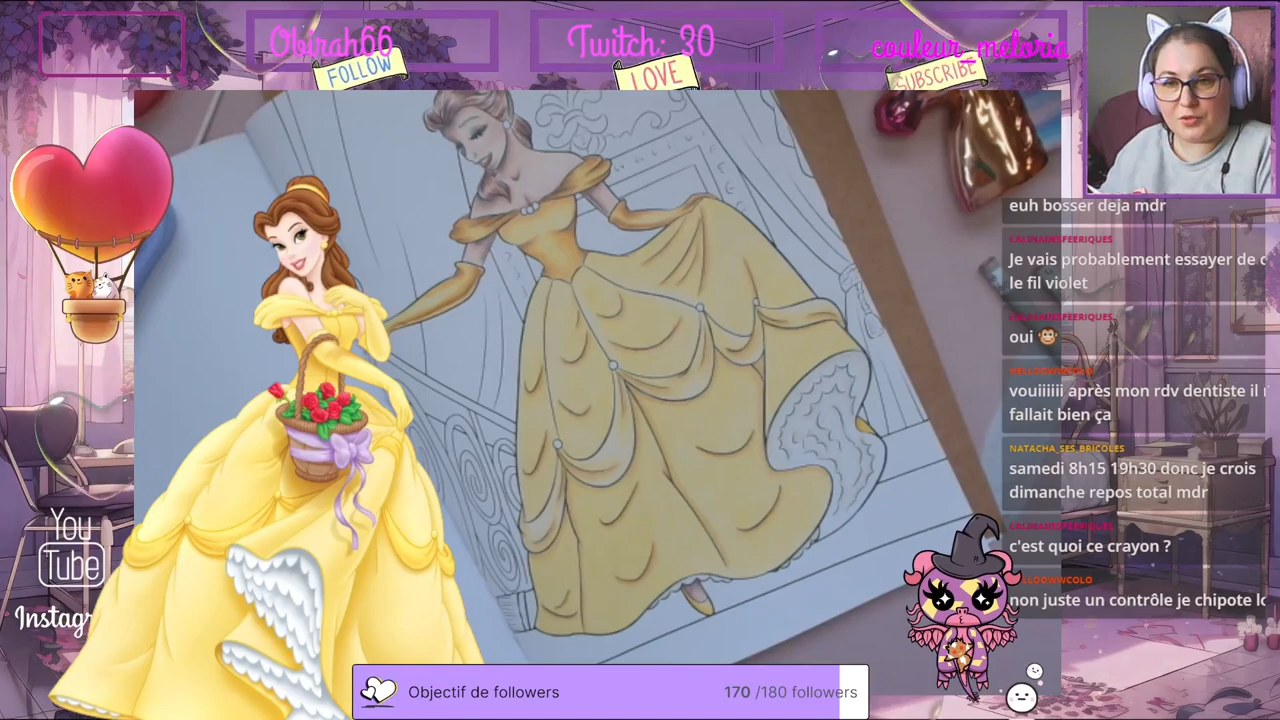 Obirah66
Twitch: 30
couleur_meloria
FOLLOW
LOVE
SUBSCRIBE
euh bosser deja mdr
Je vais probablement essayer de
le fil violet
oui
vouiiiiii après mon rdv dentiste il
fallait bien ça
NATACHA_SES_BRICOLES
samedi 8h15 19h30 donc je crois
dimanche repos total mdr
c'est quoi ce crayon ?
non juste un contrôle je chipote
You
Tube
Instagr
Objectif de followers
170 /180 followers